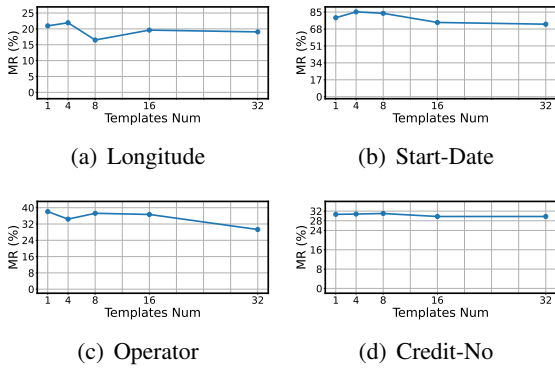 25
20
15
10
5
0
MR (%)
1 4 8 16 32
Templates Num
(a) Longitude
85
68
51
34
17
0
MR (%)
1 4 8 16 32
Templates Num
(b) Start-Date
40
32
24
16
8
0
MR (%)
1 4 8 16 32
Templates Num
(c) Operator
32
28
24
16
8
0
MR (%)
1 4 8 16 32
Templates Num
(d) Credit-No